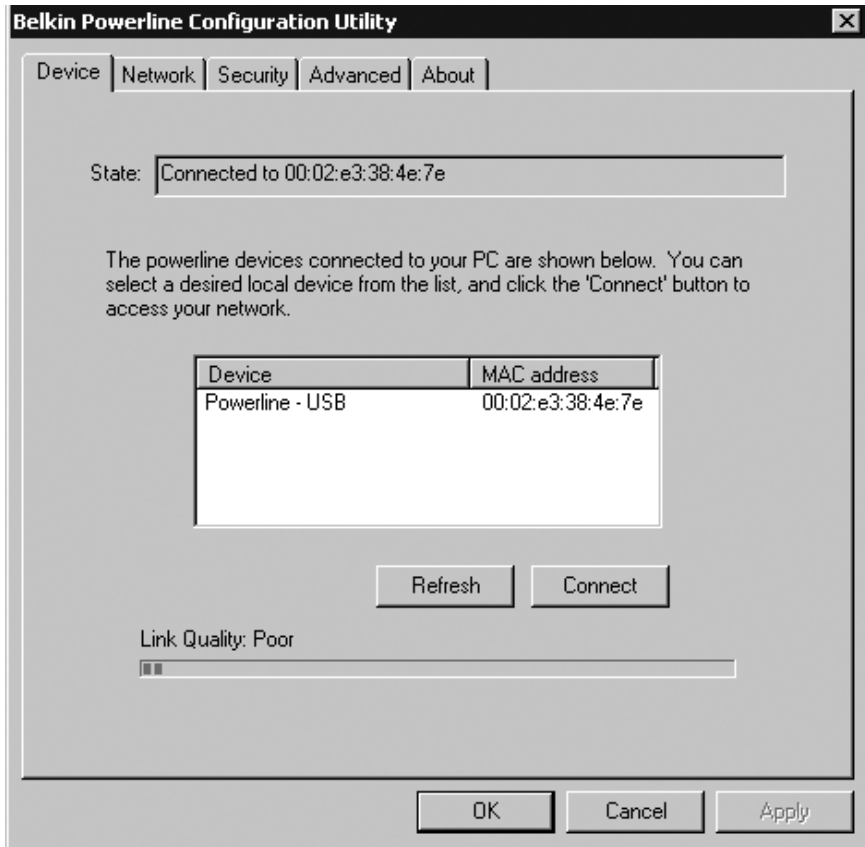 Belkin Powerline Configuration Utility
Device Network Security Advanced About
State: Connected to 00:02:e3:38:4e:7e
The powerline devices connected to your PC are shown below. You can
select a desired local device from the list, and click the 'Connect' button to
access your network.
Device MAC address
Powerline - USB 00:02:e3:38:4e:7e
Refresh Connect
Link Quality: Poor
OK Cancel Apply